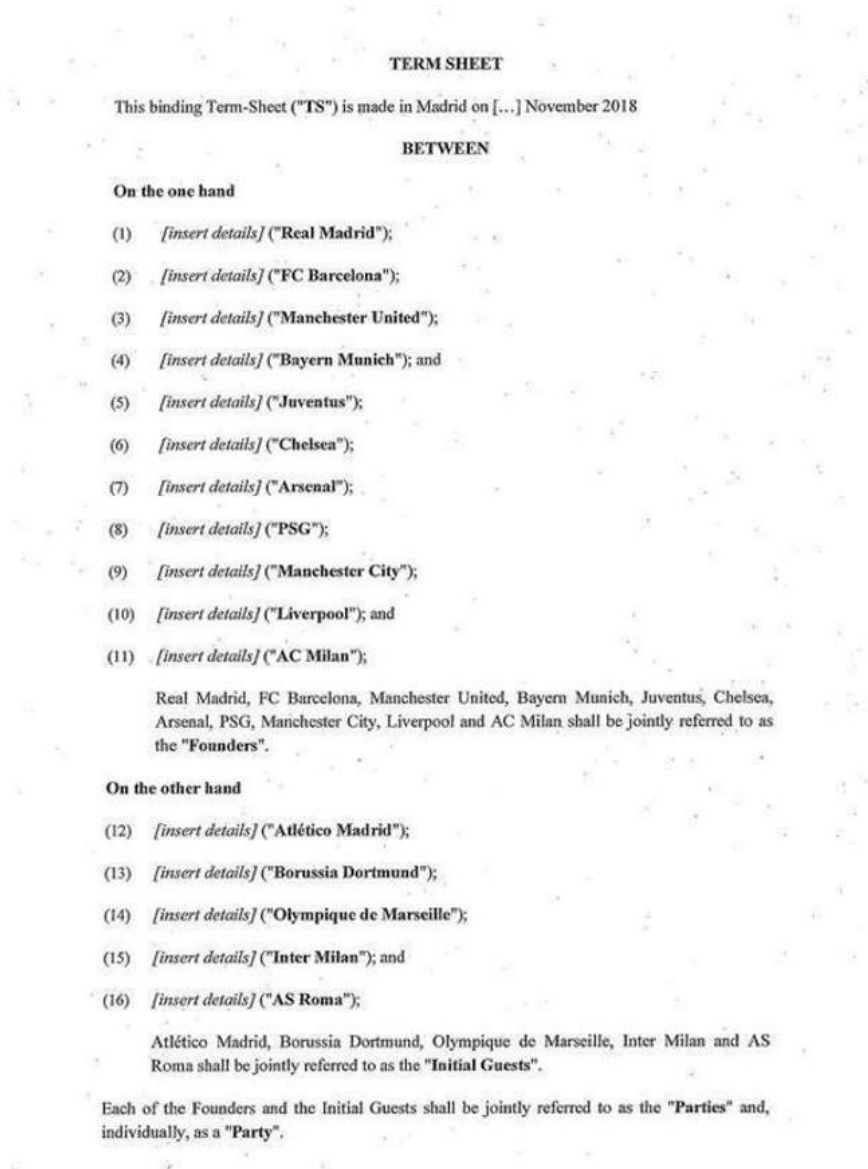 TERM SHEET
This binding Term-Sheet ("TS") is made in Madrid on [...] November 2018
BETWEEN
On the one hand
(1) [insert details] ("Real Madrid");
(2) [insert details] ("FC Barcelona");
(3) [insert details] ("Manchester United");
(4) [insert details] ("Bayern Munich"); and
(5) [insert details] ("Juventus");
(6) [insert details] ("Chelsea");
(7) [insert details] ("Arsenal");
(8) [insert details] ("PSG");
(9) [insert details] ("Manchester City");
(10) [insert details] ("Liverpool"); and
(11) [insert details] ("AC Milan");
Real Madrid, FC Barcelona, Manchester United, Bayern Munich, Juventus, Chelsea,
Arsenal, PSG, Manchester City, Liverpool and AC Milan shall be jointly referred to as
the "Founders".
On the other hand
(12) [insert details] ("Atlético Madrid");
(13) [insert details] ("Borussia Dortmund");
(14) [insert details] ("Olympique de Marseille");
(15) [insert details] ("Inter Milan"); and
(16) [insert details] ("AS Roma");
Atlético Madrid, Borussia Dortmund, Olympique de Marseille, Inter Milan and AS
Roma shall be jointly referred to as the "Initial Guests".
Each of the Founders and the Initial Guests shall be jointly referred to as the "Parties" and,
individually, as a "Party".